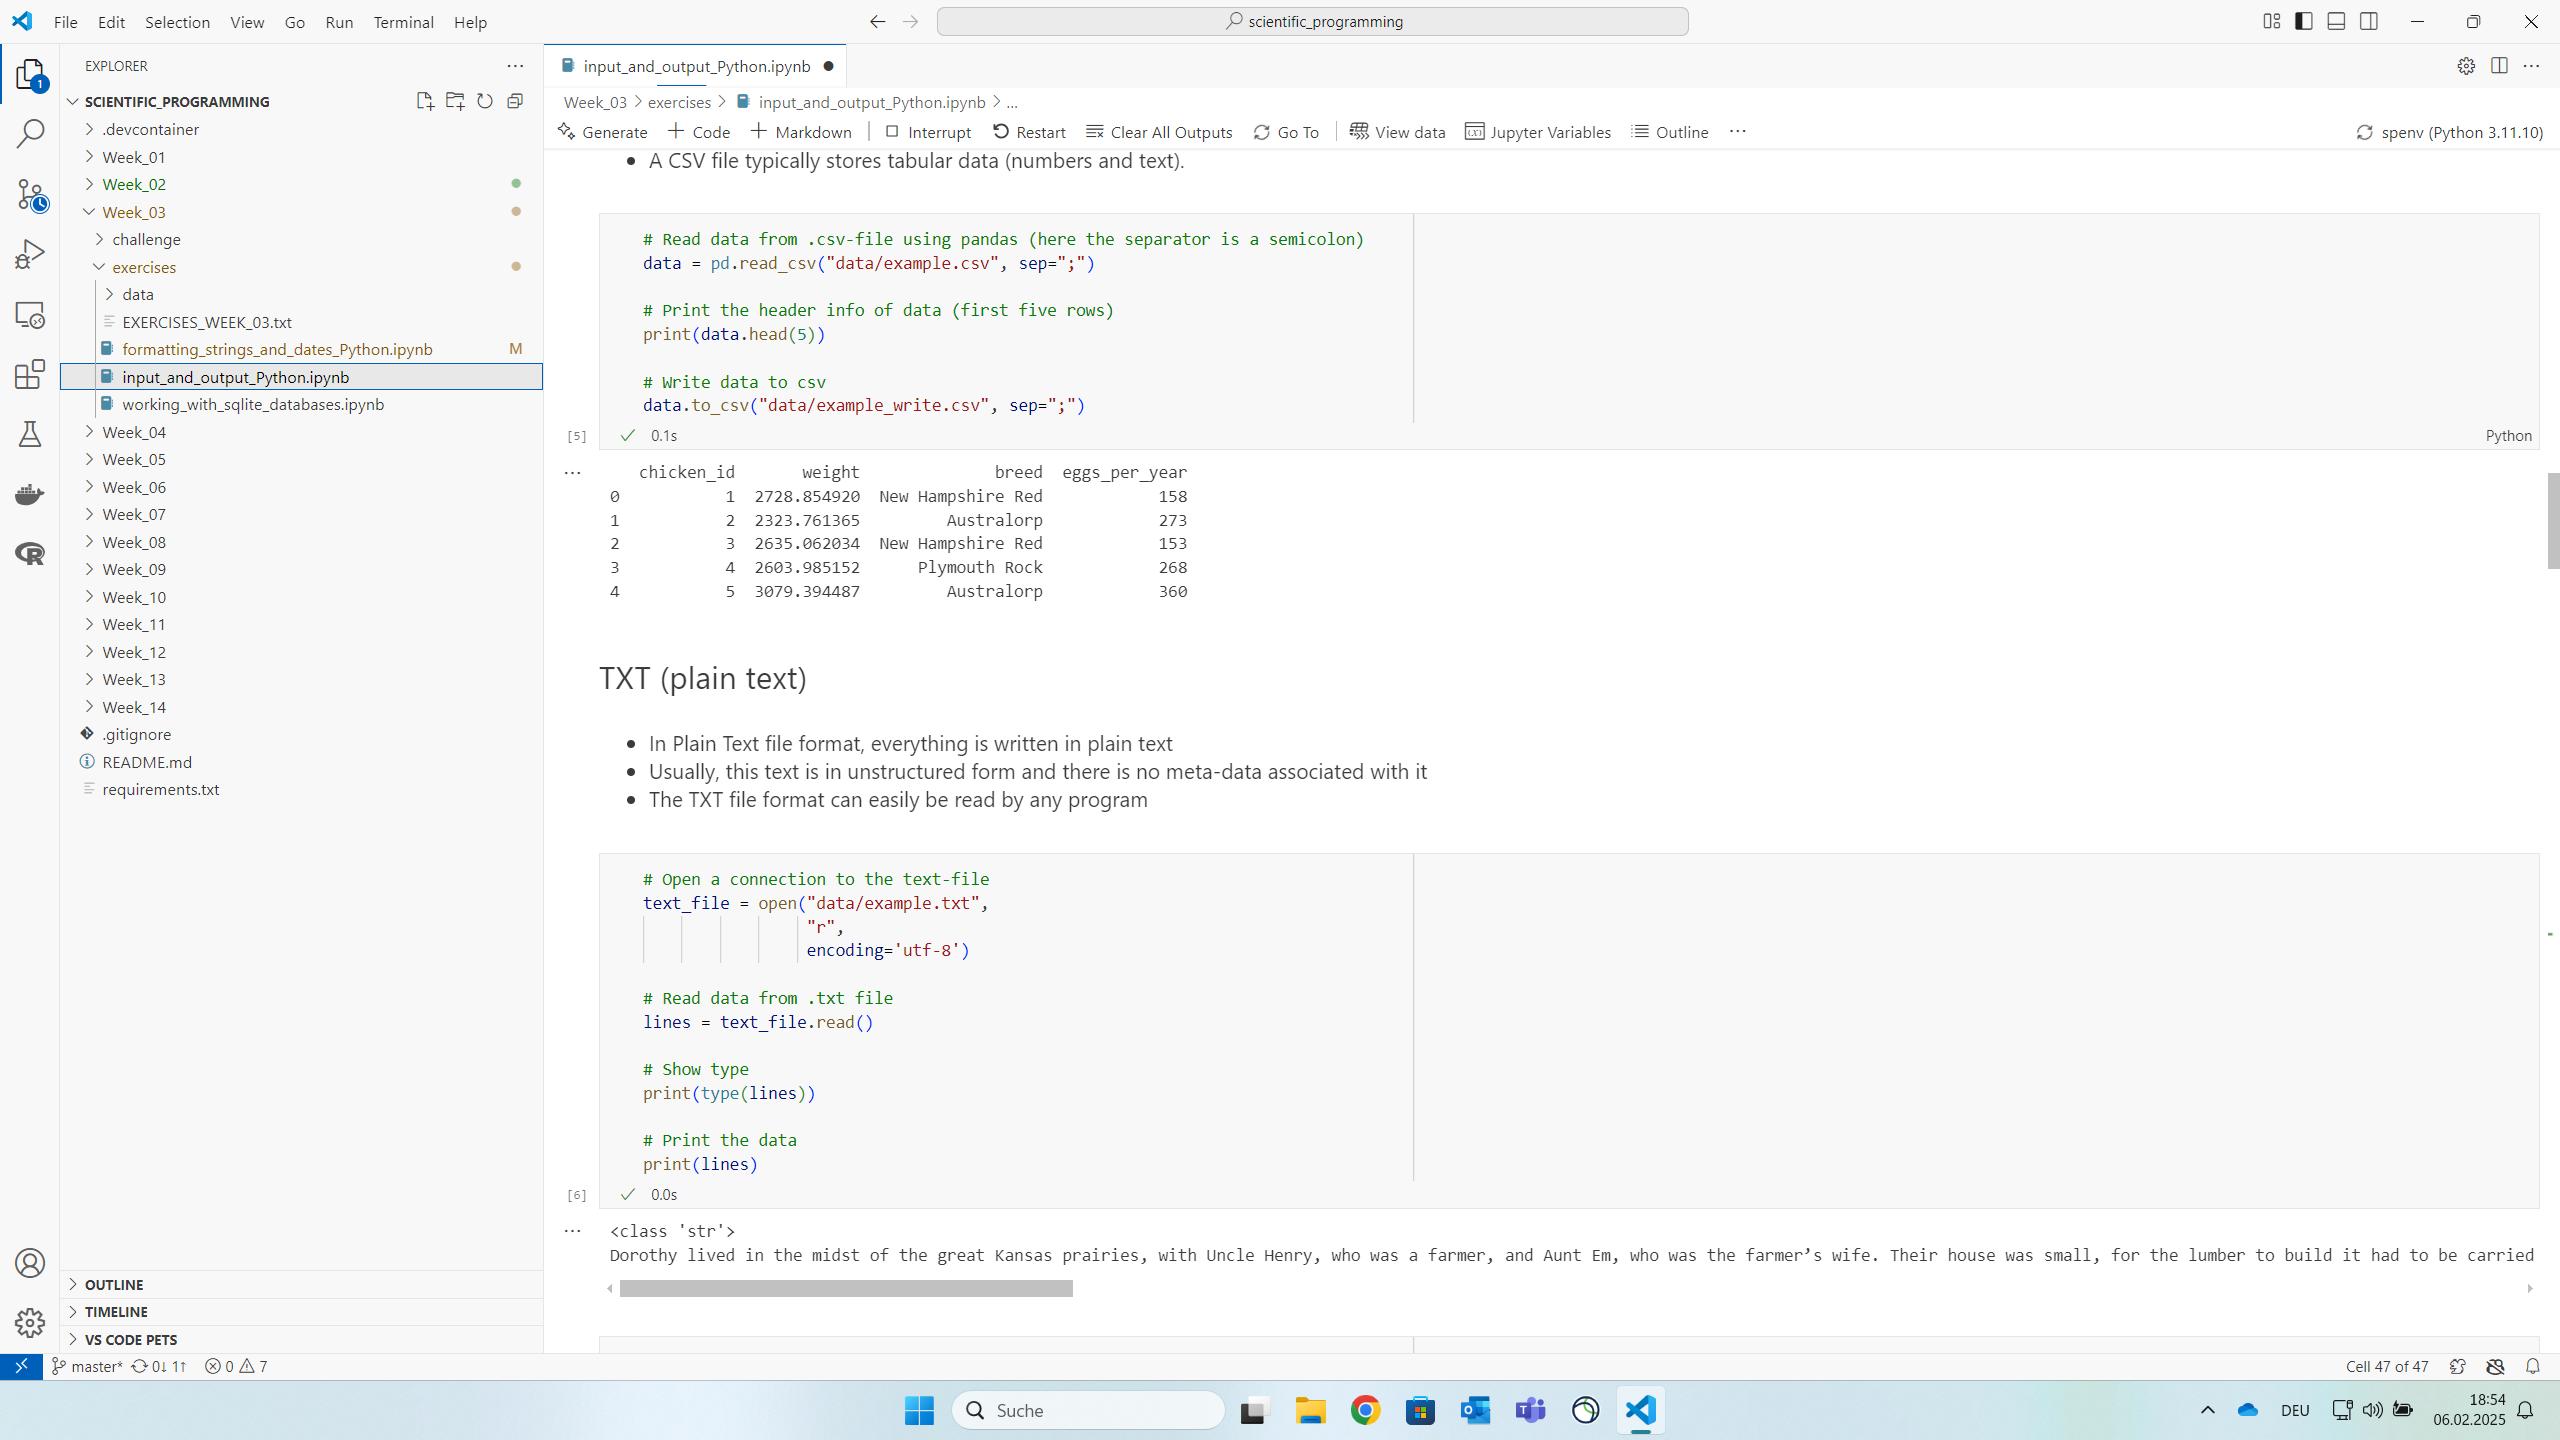 File Edit Selection View Go Run Terminal Help
scientific_programming
EXPLORER
1
SCIENTIFIC_PROGRAMMING
.devcontainer
Week_01
Week_02
Week_03
challenge
exercises
data
EXERCISES_WEEK_03.txt
formatting_strings_and_dates_Python.ipynb M
input_and_output_Python.ipynb
working_with_sqlite_databases.ipynb
Week_04
Week_05
Week_06
Week_07
Week_08
Week_09
Week_10
Week_11
Week_12
Week_13
Week_14
.gitignore
README.md
requirements.txt
OUTLINE
TIMELINE
VS CODE PETS
input_and_output_Python.ipynb
Week_03 > exercises > input_and_output_Python.ipynb > ...
Generate + Code + Markdown Interrupt Restart Clear All Outputs Go To View data Jupyter Variables Outline ... spenv (Python 3.11.10)
• A CSV file typically stores tabular data (numbers and text).
# Read data from .csv-file using pandas (here the separator is a semicolon)
data = pd.read_csv("data/example.csv", sep=";")
# Print the header info of data (first five rows)
print(data.head(5))
# Write data to csv
data.to_csv("data/example_write.csv", sep=";")
[5] ✓ 0.1s Python
chicken_id weight breed eggs_per_year
0 1 2728.854920 New Hampshire Red 158
1 2 2323.761365 Australorp 273
2 3 2635.062034 New Hampshire Red 153
3 4 2603.985152 Plymouth Rock 268
4 5 3079.394487 Australorp 360
TXT (plain text)
• In Plain Text file format, everything is written in plain text
• Usually, this text is in unstructured form and there is no meta-data associated with it
• The TXT file format can easily be read by any program
# Open a connection to the text-file
text_file = open("data/example.txt",
"r",
encoding='utf-8')
# Read data from .txt file
lines = text_file.read()
# Show type
print(type(lines))
# Print the data
print(lines)
[6] ✓ 0.0s
<class 'str'>
Dorothy lived in the midst of the great Kansas prairies, with Uncle Henry, who was a farmer, and Aunt Em, who was the farmer’s wife. Their house was small, for the lumber to build it had to be carried
master* 0↓ 1↑ 0 7 Cell 47 of 47
Suche
DEU
18:54
06.02.2025